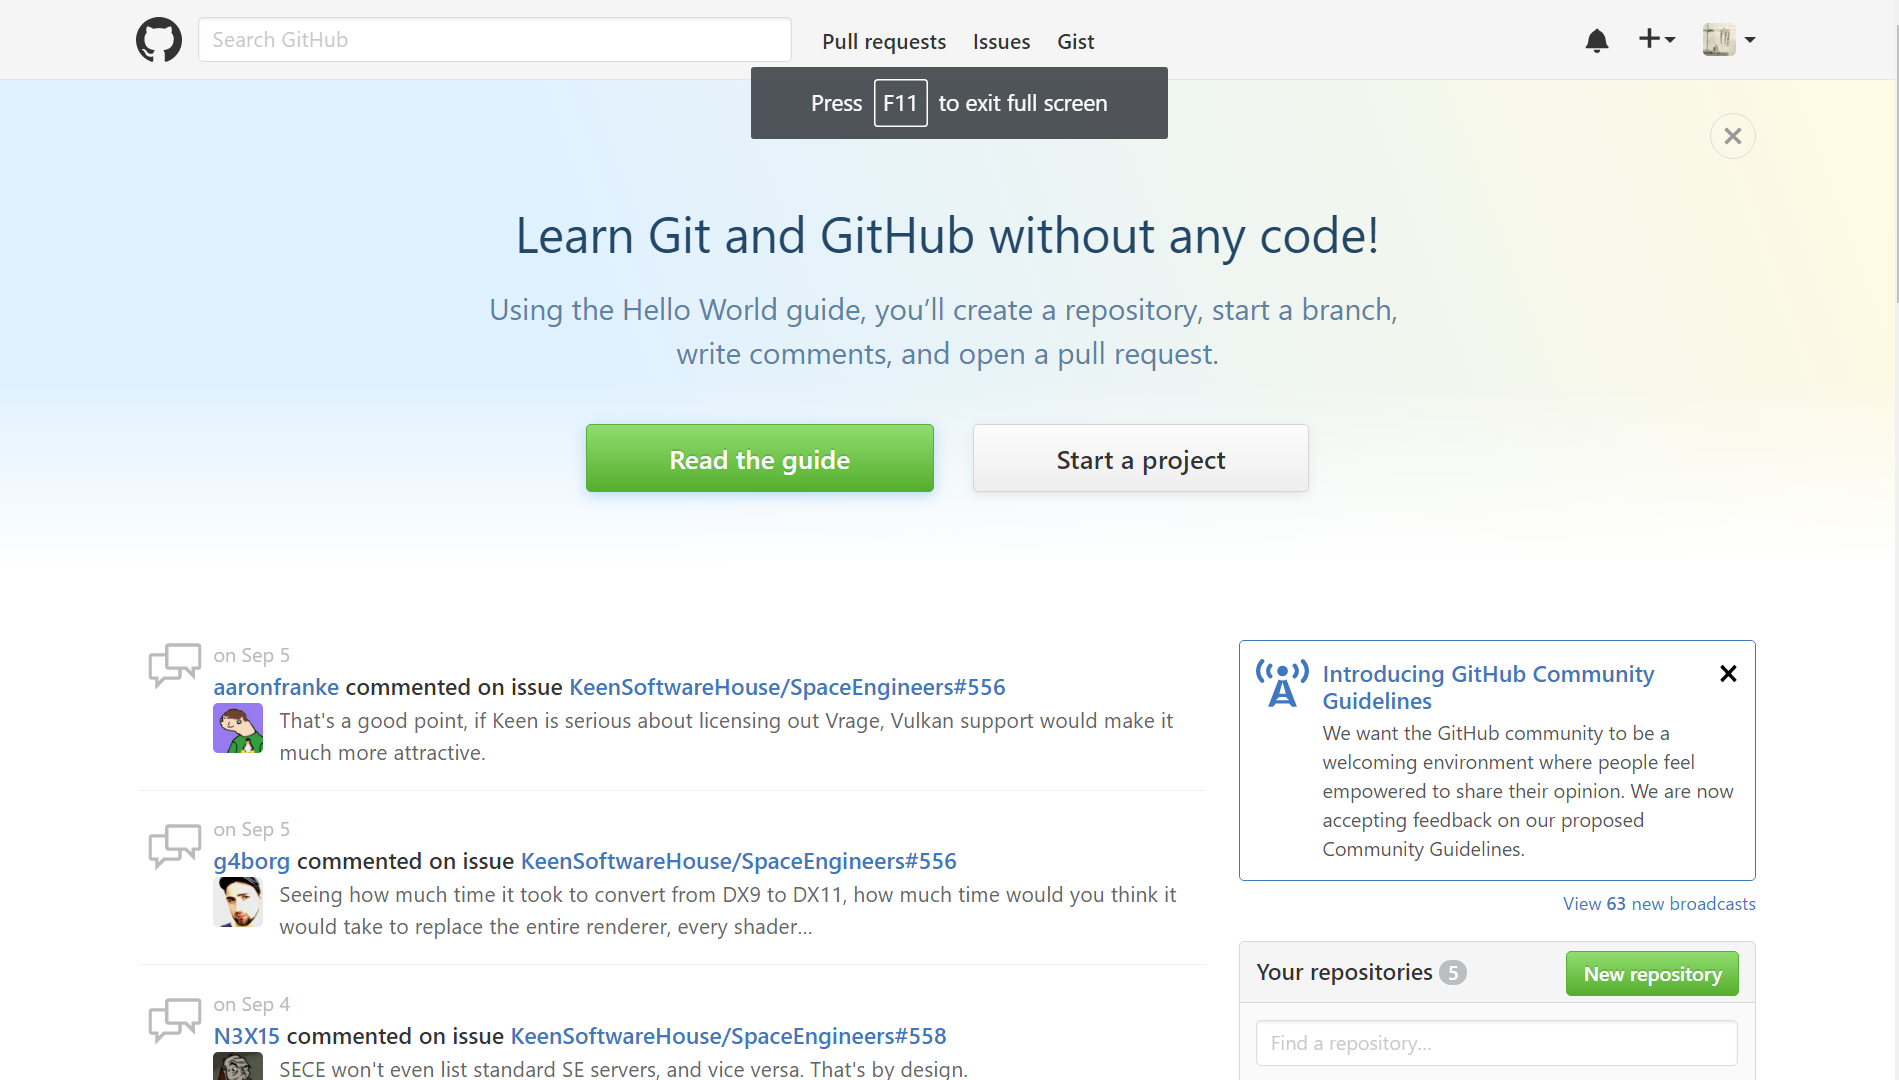 Search GitHub
Pull requests Issues Gist
Press F11 to exit full screen
Learn Git and GitHub without any code!
Using the Hello World guide, you’ll create a repository, start a branch,
write comments, and open a pull request.
Read the guide
Start a project
on Sep 5
aaronfranke commented on issue KeenSoftwareHouse/SpaceEngineers#556
That's a good point, if Keen is serious about licensing out Vrage, Vulkan support would make it
much more attractive.
on Sep 5
g4borg commented on issue KeenSoftwareHouse/SpaceEngineers#556
Seeing how much time it took to convert from DX9 to DX11, how much time would you think it
would take to replace the entire renderer, every shader...
on Sep 4
N3X15 commented on issue KeenSoftwareHouse/SpaceEngineers#558
SECE won't even list standard SE servers, and vice versa. That's by design.
Introducing GitHub Community
Guidelines
We want the GitHub community to be a
welcoming environment where people feel
empowered to share their opinion. We are now
accepting feedback on our proposed
Community Guidelines.
View 63 new broadcasts
Your repositories 5
New repository
Find a repository...